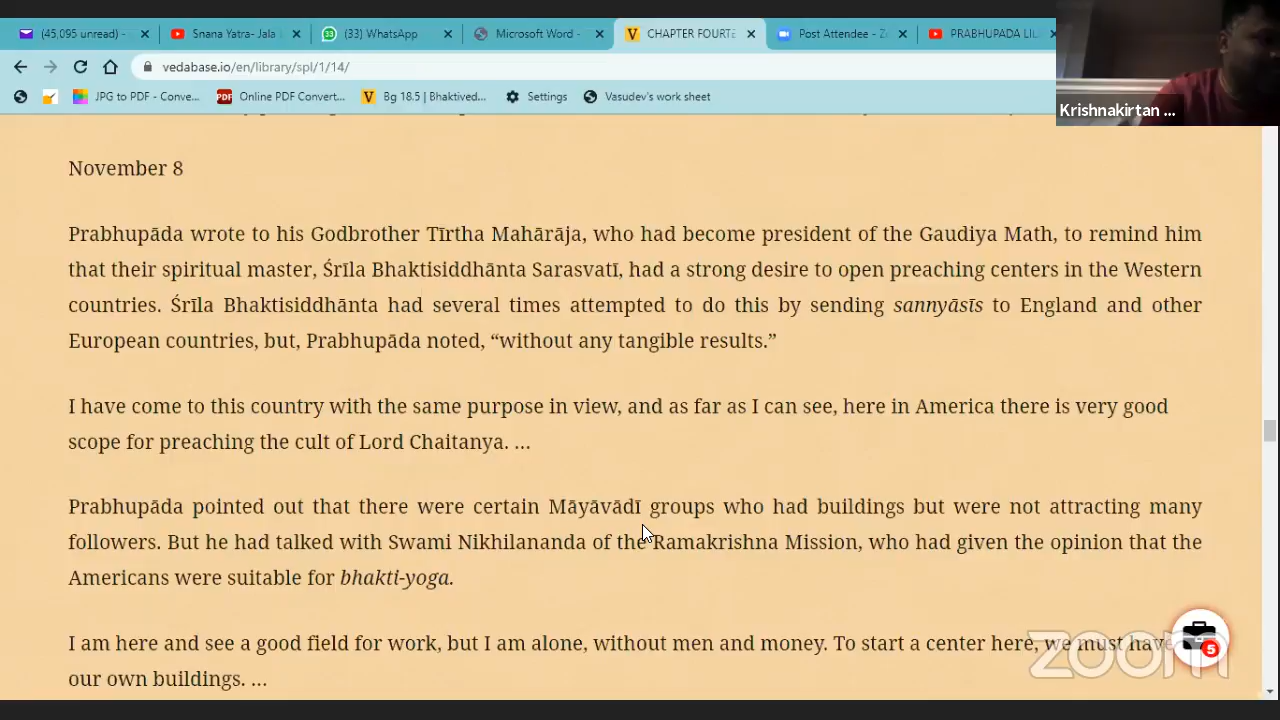 (45,095 unread) -
Snana Yatra- Jala
(33) WhatsApp
Microsoft Word -
CHAPTER FOURTE
Post Attendee - Z
PRABHUPADA LIL
vedabase.io/en/library/spl/1/14/
JPG to PDF - Conve...
Online PDF Convert...
Bg 18.5 | Bhaktived...
Settings
Vasudev's work sheet
Krishnakirtan ...
November 8
Prabhupāda wrote to his Godbrother Tīrtha Mahārāja, who had become president of the Gaudiya Math, to remind him
that their spiritual master, Śrīla Bhaktisiddhānta Sarasvatī, had a strong desire to open preaching centers in the Western
countries. Śrīla Bhaktisiddhānta had several times attempted to do this by sending sannyāsīs to England and other
European countries, but, Prabhupāda noted, “without any tangible results.”
I have come to this country with the same purpose in view, and as far as I can see, here in America there is very good
scope for preaching the cult of Lord Chaitanya. …
Prabhupāda pointed out that there were certain Māyāvādī groups who had buildings but were not attracting many
followers. But he had talked with Swami Nikhilananda of the Ramakrishna Mission, who had given the opinion that the
Americans were suitable for bhakti-yoga.
I am here and see a good field for work, but I am alone, without men and money. To start a center here, we must have
our own buildings. …
5
zoom